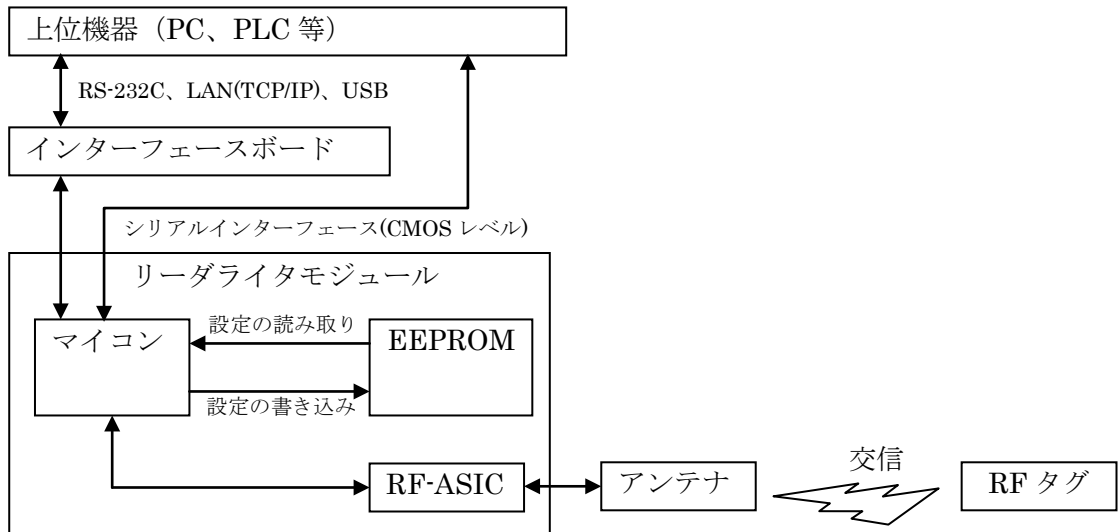 上位機器（PC、PLC 等）
RS-232C、LAN(TCP/IP)、USB
インターフェースボード
シリアルインターフェース(CMOS レベル)
リーダライタモジュール
マイコン
設定の読み取り
EEPROM
設定の書き込み
RF-ASIC
アンテナ
交信
RF タグ